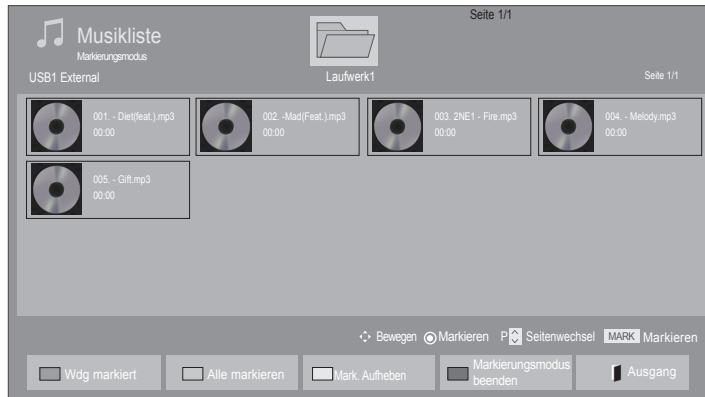 Seite 1/1
Musikliste
Markierungsmodus
USB1 External
Laufwerk1
Seite 1/1
001. - Diet(feat.).mp3
00:00
002. -Mad(Feat.).mp3
00:00
003. 2NE1 - Fire.mp3
00:00
004. - Melody.mp3
00:00
005. - Gift.mp3
00:00
Bewegen Markieren P Seitenwechsel MARK Markieren
Wdg markiert
Alle markieren
Mark. Aufheben
Markierungsmodus
beenden
Ausgang